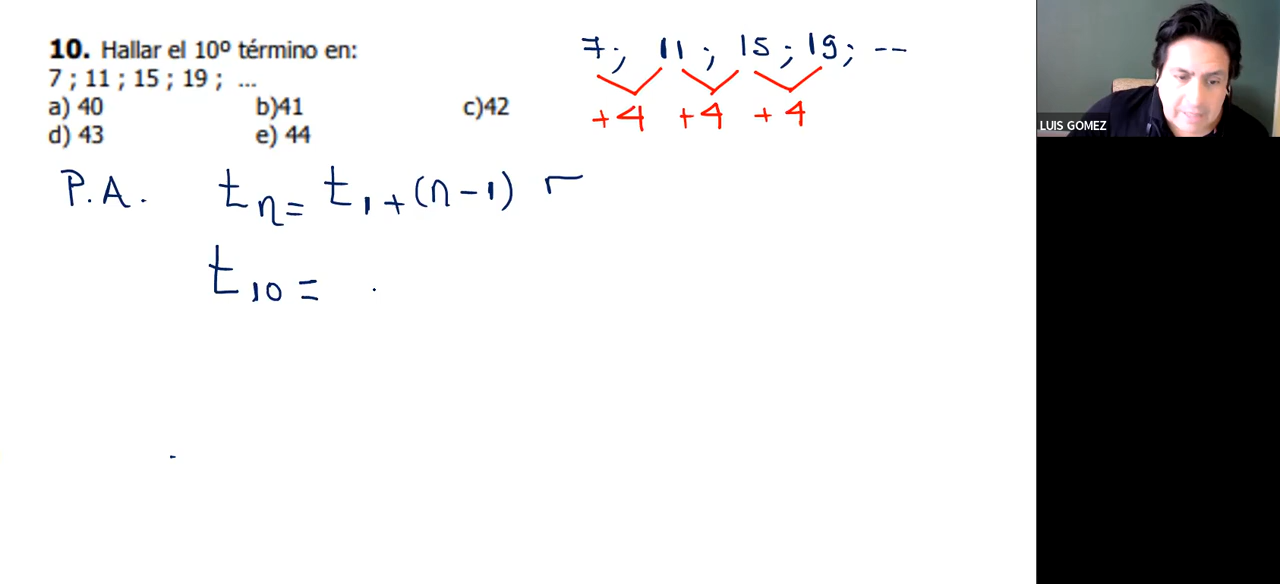 10. Hallar el 10º término en:
7 ; 11 ; 15 ; 19 ; ...
a) 40 b)41 c)42
d) 43 e) 44
7; 11; 15; 19; --
+4 +4 +4
P.A. tn= t1+(n-1) r
t10=
LUIS GOMEZ